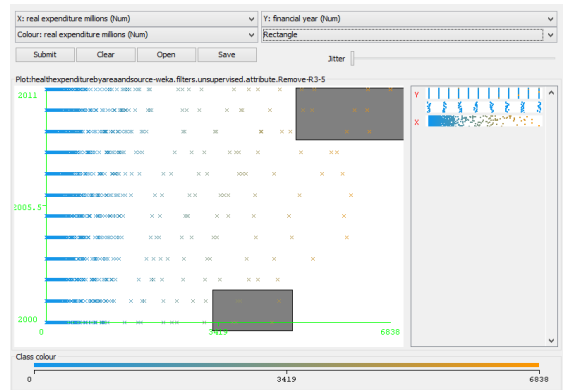 X: real expenditure millions (Num)
Y: financial year (Num)
Colour: real expenditure millions (Num)
Rectangle
Submit
Clear
Open
Save
Jitter
Plot:healthexpenditurebyareaandsource-weka.filters.unsupervised.attribute.Remove-R3-5
2011
2005.5
2000
0
3419
6838
Y
X
Class colour
0
3419
6838